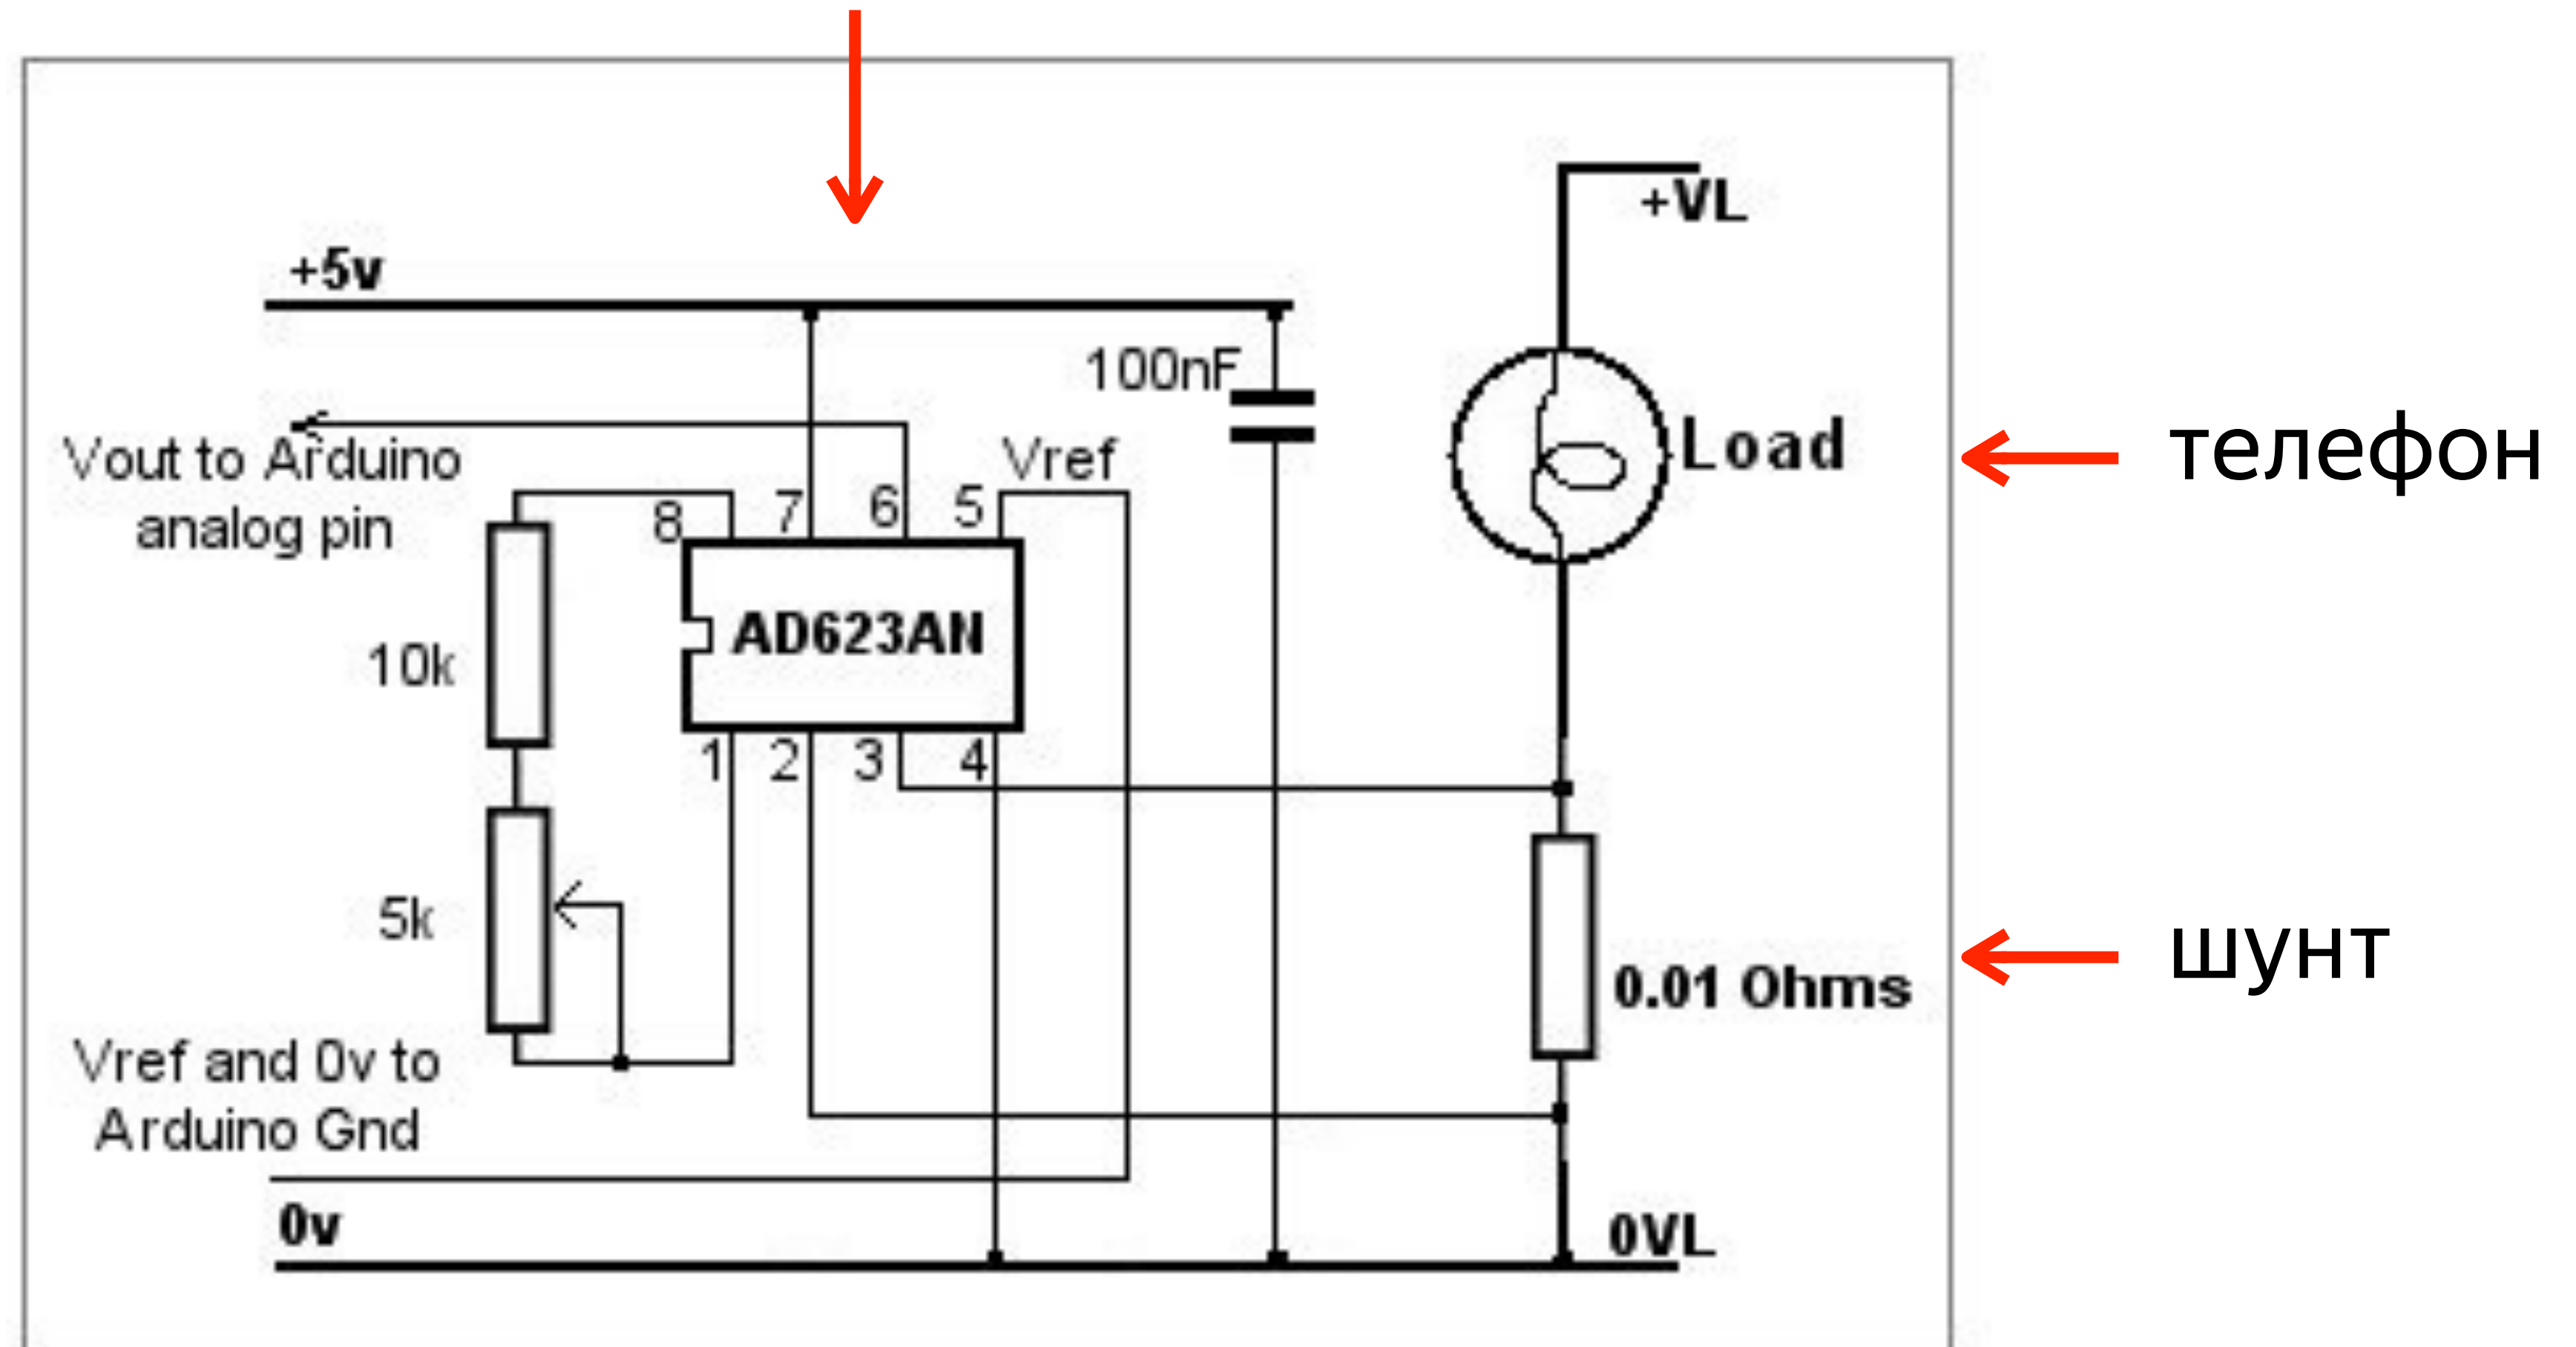 +VL
+5v
100nF
Vout to Arduino
analog pin
Vref
Load
телефон
8 7 6 5
AD623AN
10k
1 2 3 4
5k
шунт
0.01 Ohms
Vref and 0v to
Arduino Gnd
0v
0VL